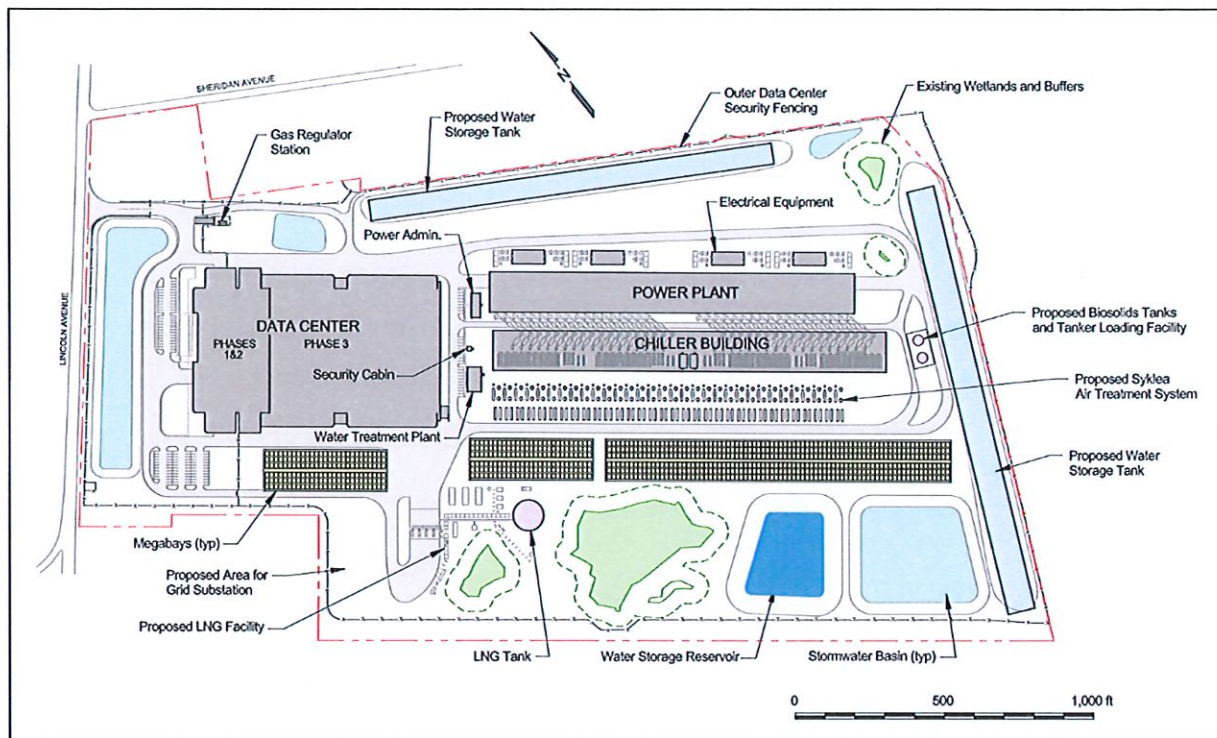 SHERIDAN AVENUE
N
Outer Data Center
Security Fencing
Existing Wetlands and Buffers
Proposed Water
Storage Tank
Gas Regulator
Station
Electrical Equipment
Power Admin.
LINCOLN AVENUE
POWER PLANT
DATA CENTER
PHASES
1&2
PHASE 3
CHILLER BUILDING
Proposed Biosolids Tanks
and Tanker Loading Facility
Security Cabin
Proposed Syklea
Air Treatment System
Water Treatment Plant
Proposed Water
Storage Tank
Megabays (typ)
Proposed Area for
Grid Substation
Proposed LNG Facility
LNG Tank
Water Storage Reservoir
Stormwater Basin (typ)
0 500 1,000 ft